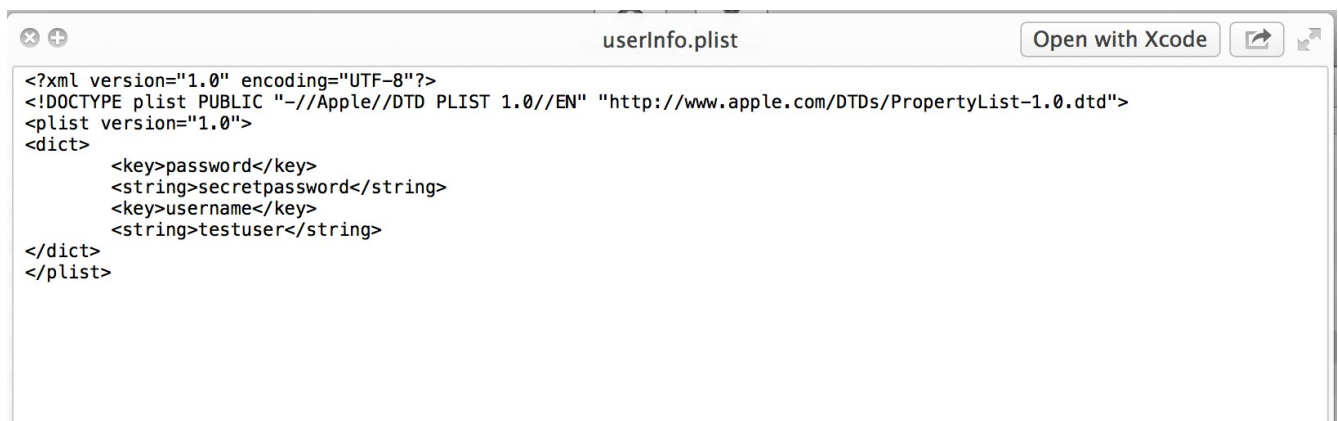 userInfo.plist
Open with Xcode
<?xml version="1.0" encoding="UTF-8"?>
<!DOCTYPE plist PUBLIC "-//Apple//DTD PLIST 1.0//EN" "http://www.apple.com/DTDs/PropertyList-1.0.dtd">
<plist version="1.0">
<dict>
	<key>password</key>
	<string>secretpassword</string>
	<key>username</key>
	<string>testuser</string>
</dict>
</plist>